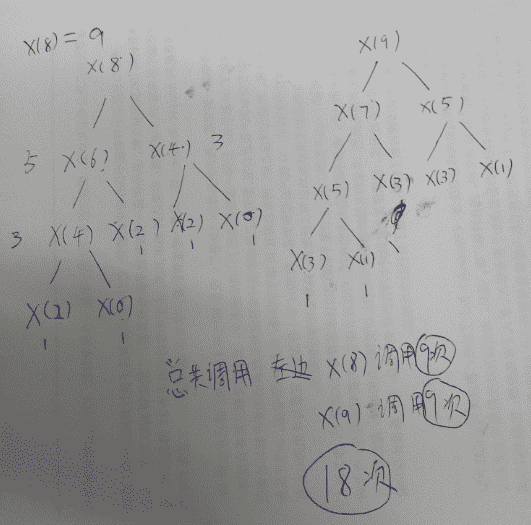 X(8) = 9
X(8)
5 X(6) X(4) 3
3 X(4) X(2) X(2) X(0)
1 1 1
X(2) X(0)
1 1
X(9)
X(7) X(5)
X(5) X(3) X(3) X(1)
X(3) X(1)
1 1
总共调用 左边 X(8) 调用9次
X(9) 调用9次
18次